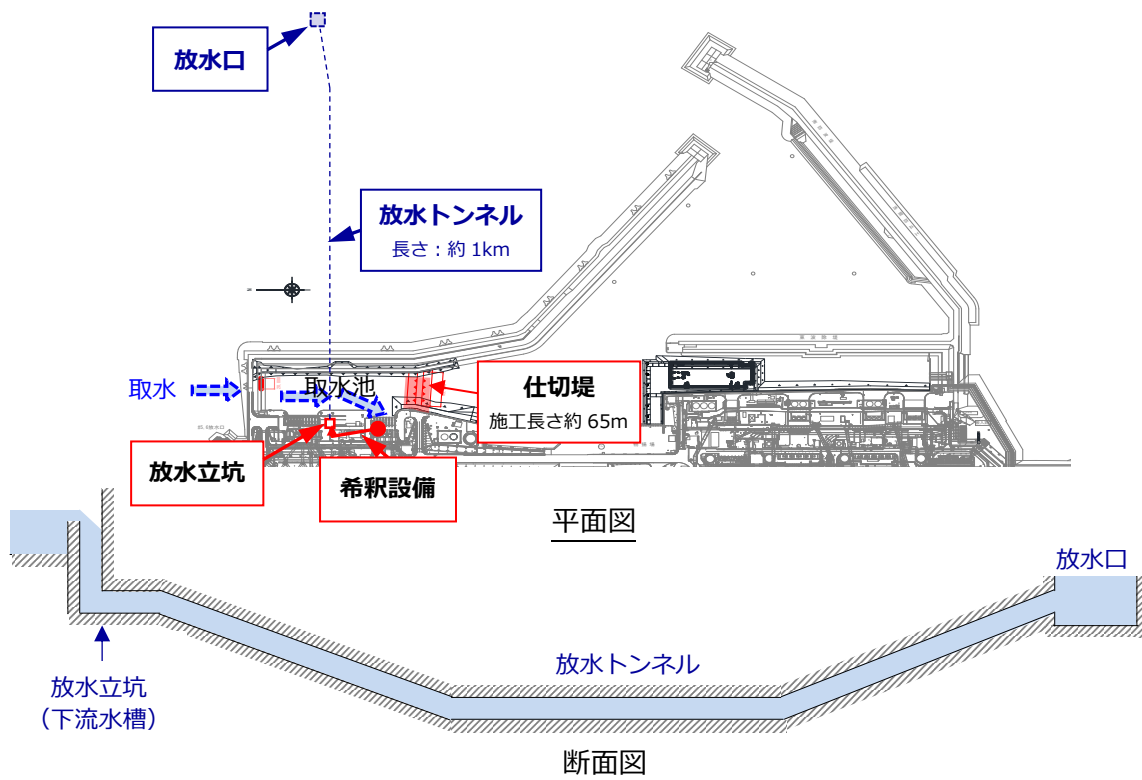 放水口
放水トンネル
長さ：約 1km
取水
取水池
仕切堤
施工長さ約 65m
放水立坑
希釈設備
平面図
放水口
放水トンネル
放水立坑
（下流水槽）
断面図